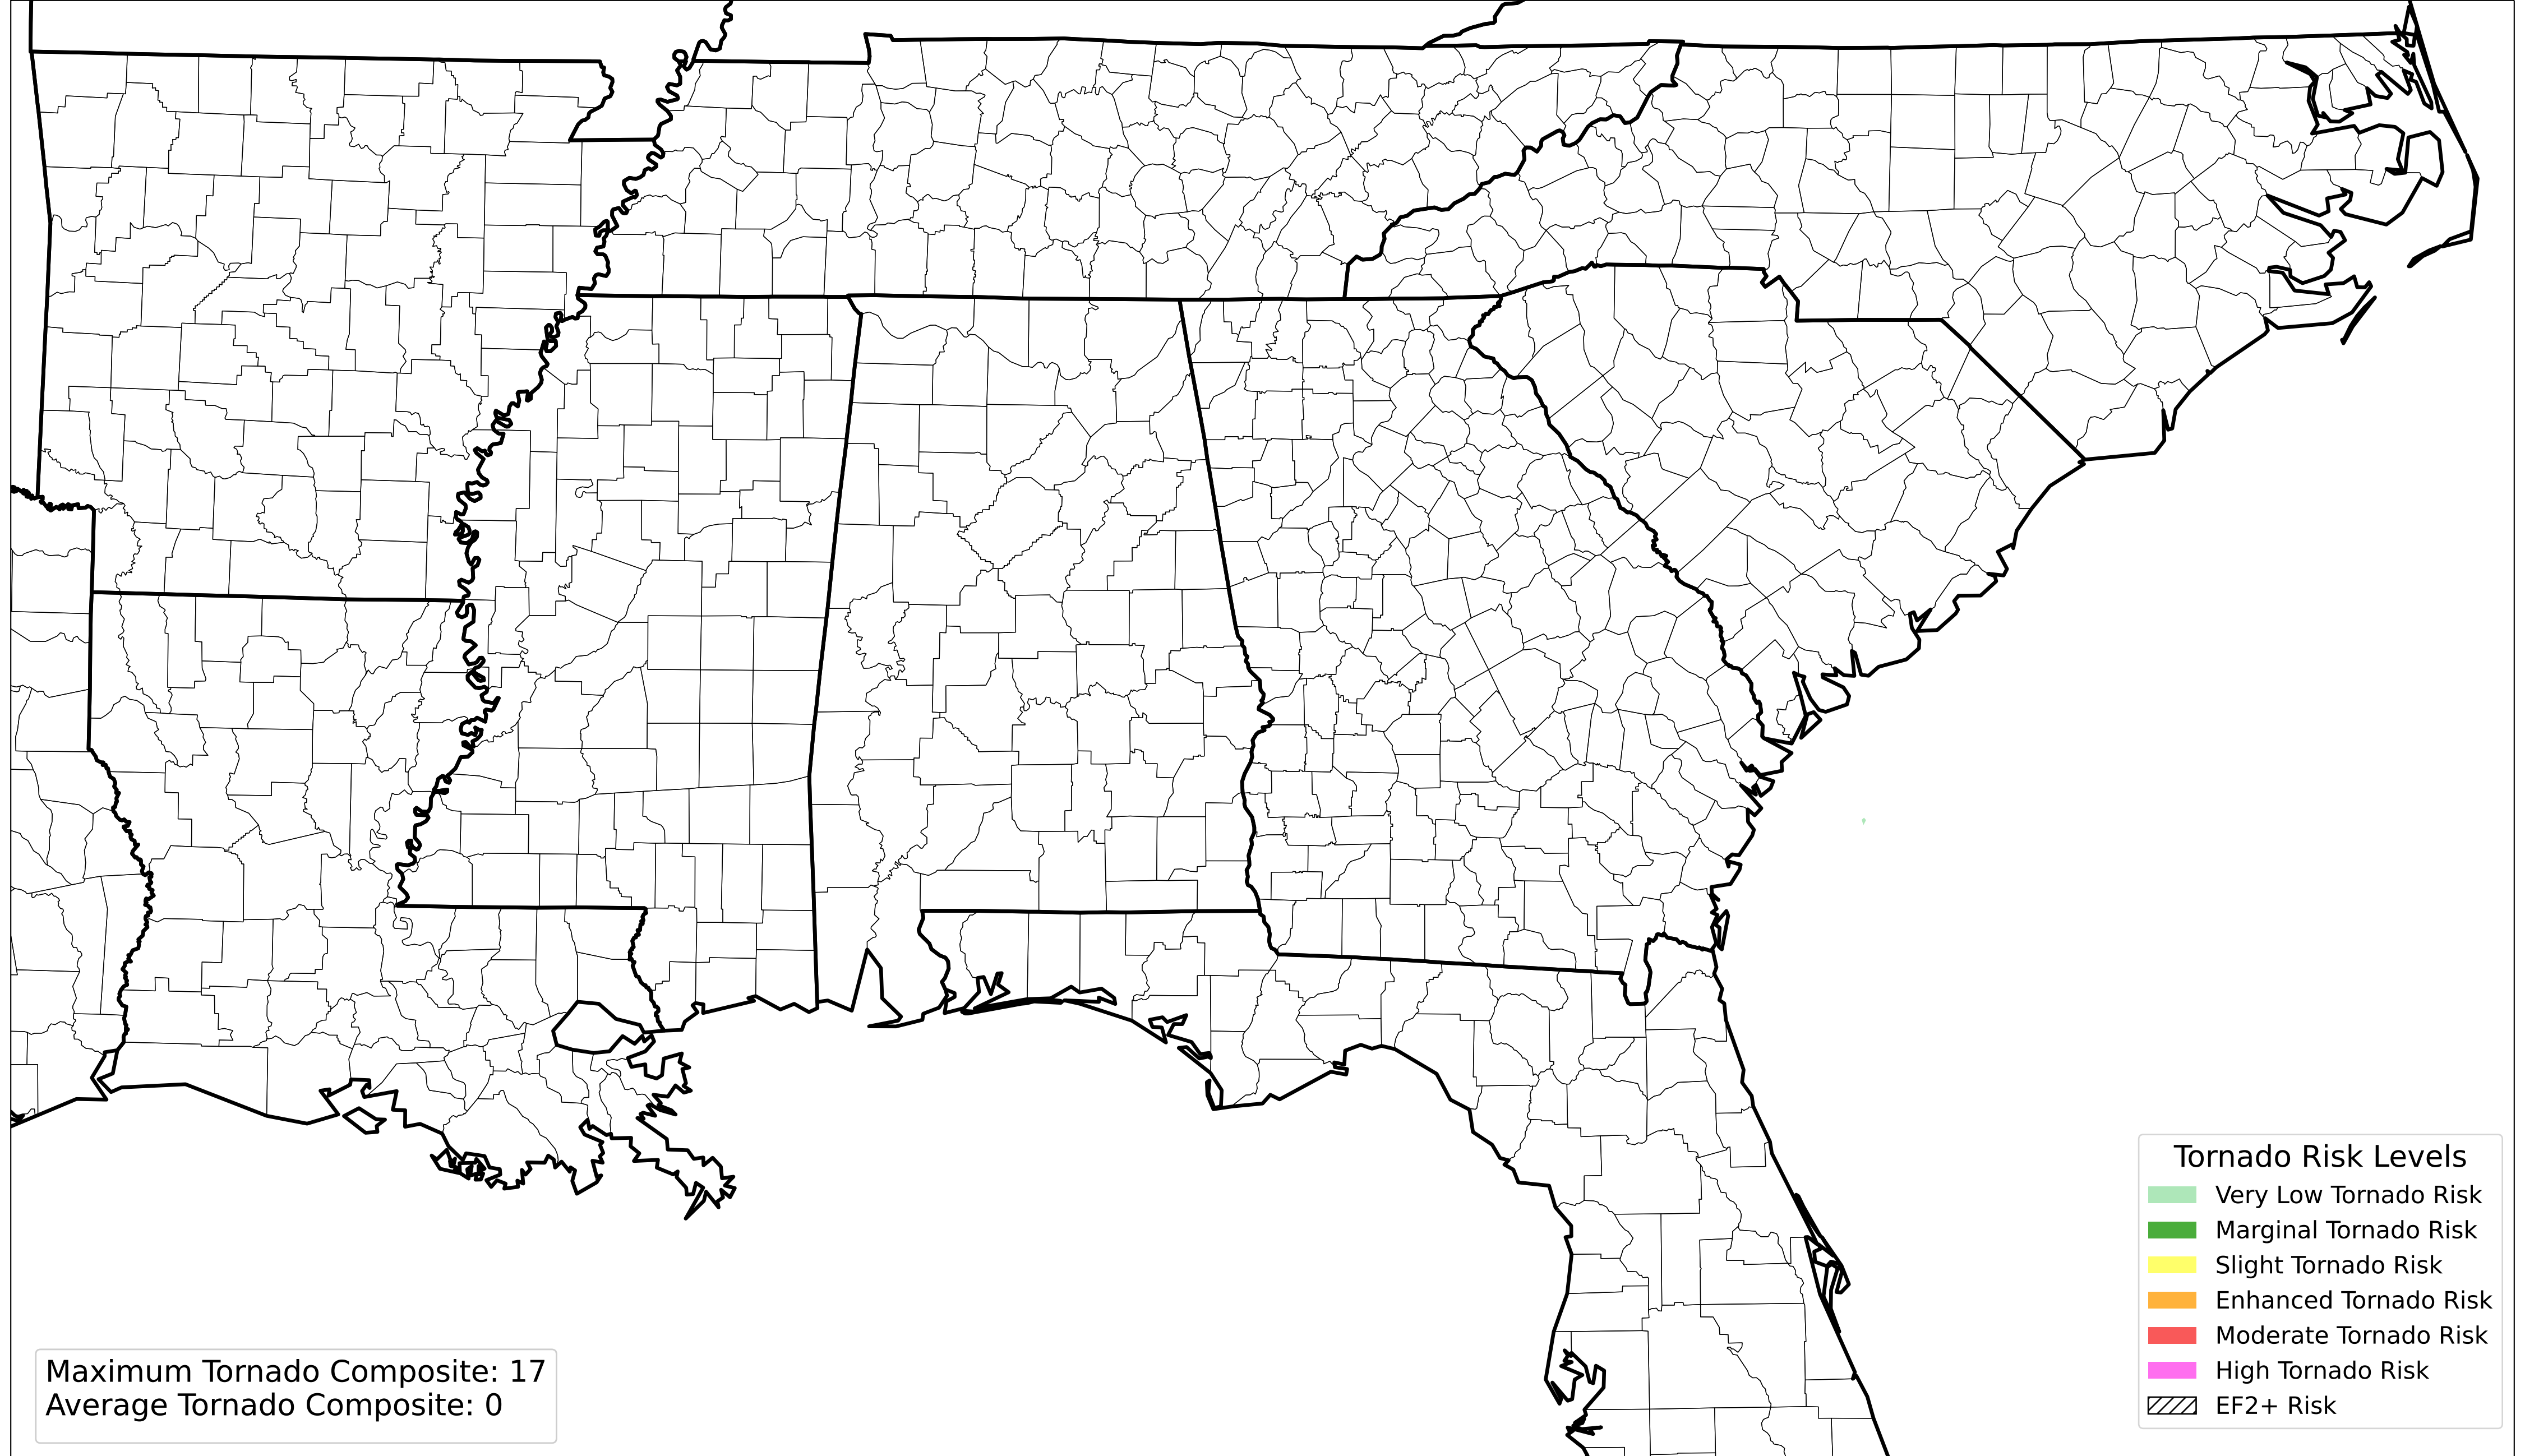 Tornado Risk Levels
Very Low Tornado Risk
Marginal Tornado Risk
Slight Tornado Risk
Enhanced Tornado Risk
Moderate Tornado Risk
High Tornado Risk
EF2+ Risk
Maximum Tornado Composite: 17
Average Tornado Composite: 0